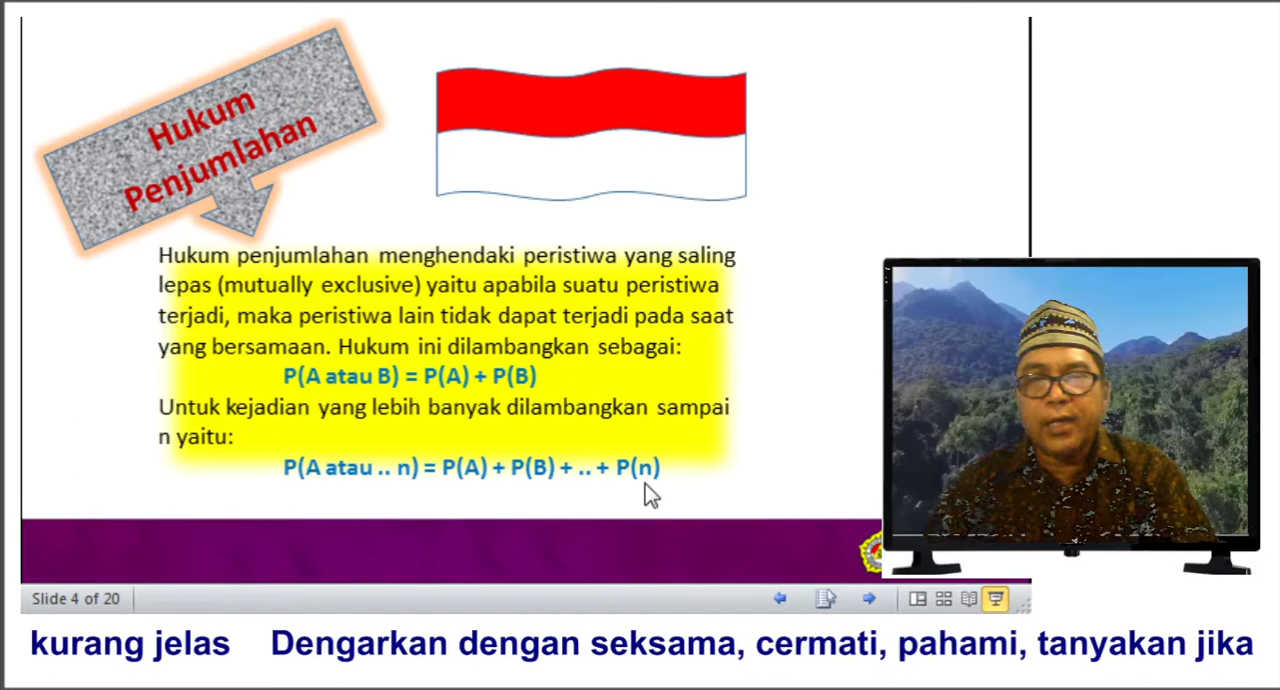 Hukum
Penjumlahan
Hukum penjumlahan menghendaki peristiwa yang saling
lepas (mutually exclusive) yaitu apabila suatu peristiwa
terjadi, maka peristiwa lain tidak dapat terjadi pada saat
yang bersamaan. Hukum ini dilambangkan sebagai:
P(A atau B) = P(A) + P(B)
Untuk kejadian yang lebih banyak dilambangkan sampai
n yaitu:
P(A atau .. n) = P(A) + P(B) + .. + P(n)
Slide 4 of 20
kurang jelas Dengarkan dengan seksama, cermati, pahami, tanyakan jika